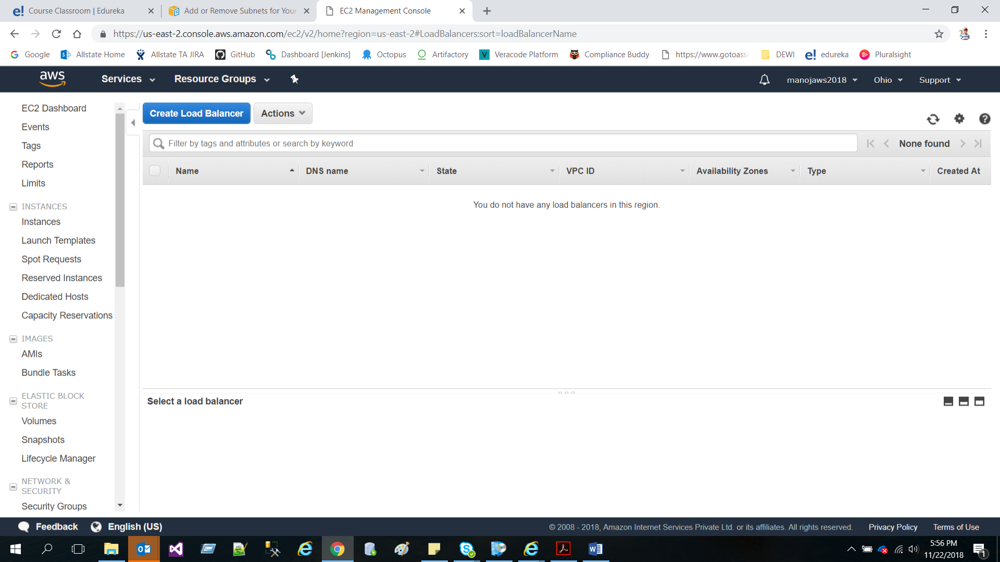 Course Classroom | Edureka
Add or Remove Subnets for Your
EC2 Management Console
https://us-east-2.console.aws.amazon.com/ec2/v2/home?region=us-east-2#LoadBalancers:sort=loadBalancerName
Google Allstate Home Allstate TA JIRA GitHub Dashboard [Jenkins] Octopus Artifactory Veracode Platform Compliance Buddy https://www.gotoassi DEWI edureka Pluralsight
aws Services Resource Groups manojaws2018 Ohio Support
EC2 Dashboard
Events
Tags
Reports
Limits
INSTANCES
Instances
Launch Templates
Spot Requests
Reserved Instances
Dedicated Hosts
Capacity Reservations
IMAGES
AMIs
Bundle Tasks
ELASTIC BLOCK
STORE
Volumes
Snapshots
Lifecycle Manager
NETWORK &
SECURITY
Security Groups
Create Load Balancer Actions
Filter by tags and attributes or search by keyword None found
Name DNS name State VPC ID Availability Zones Type Created At
You do not have any load balancers in this region.
Select a load balancer
Feedback English (US) © 2008 - 2018, Amazon Internet Services Private Ltd. or its affiliates. All rights reserved. Privacy Policy Terms of Use
5:56 PM
11/22/2018
1